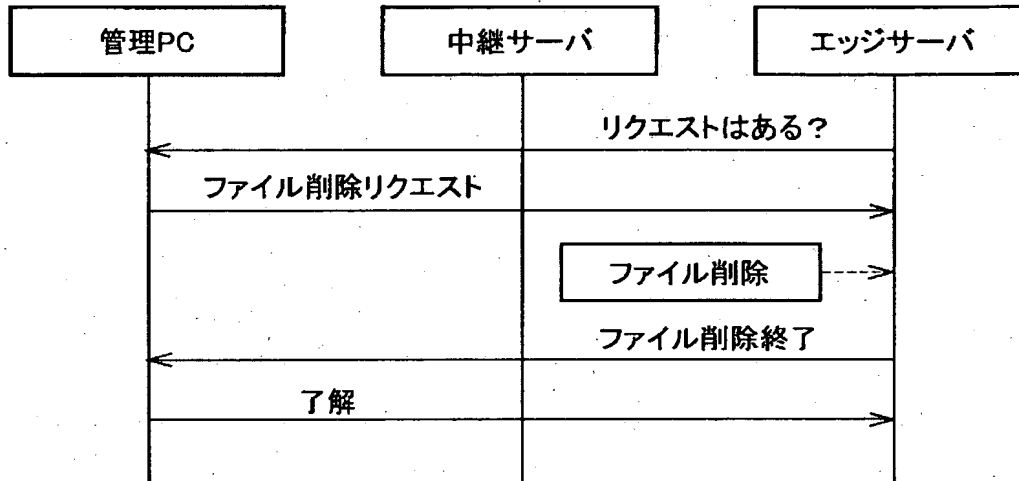 管理PC
中継サーバ
エッジサーバ
リクエストはある?
ファイル削除リクエスト
ファイル削除
ファイル削除終了
了解